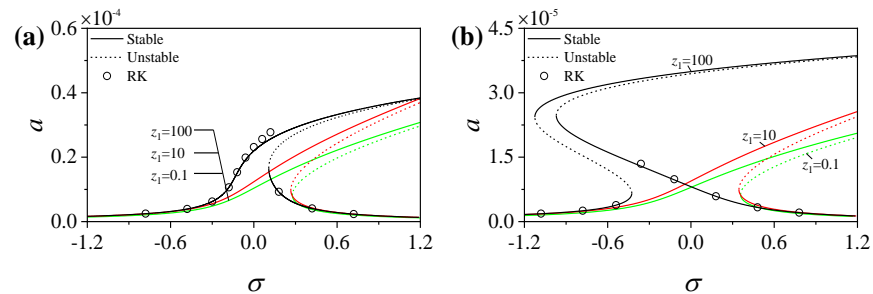 (a)
×10⁻⁴
0.6
0.4
0.2
0.0
a
Stable
Unstable
RK
z₁=100
z₁=10
z₁=0.1
-1.2 -0.6 0.0 0.6 1.2
σ
(b)
×10⁻⁵
4.5
3.0
1.5
0.0
a
Stable
Unstable
RK
z₁=100
z₁=10
z₁=0.1
-1.2 -0.6 0.0 0.6 1.2
σ